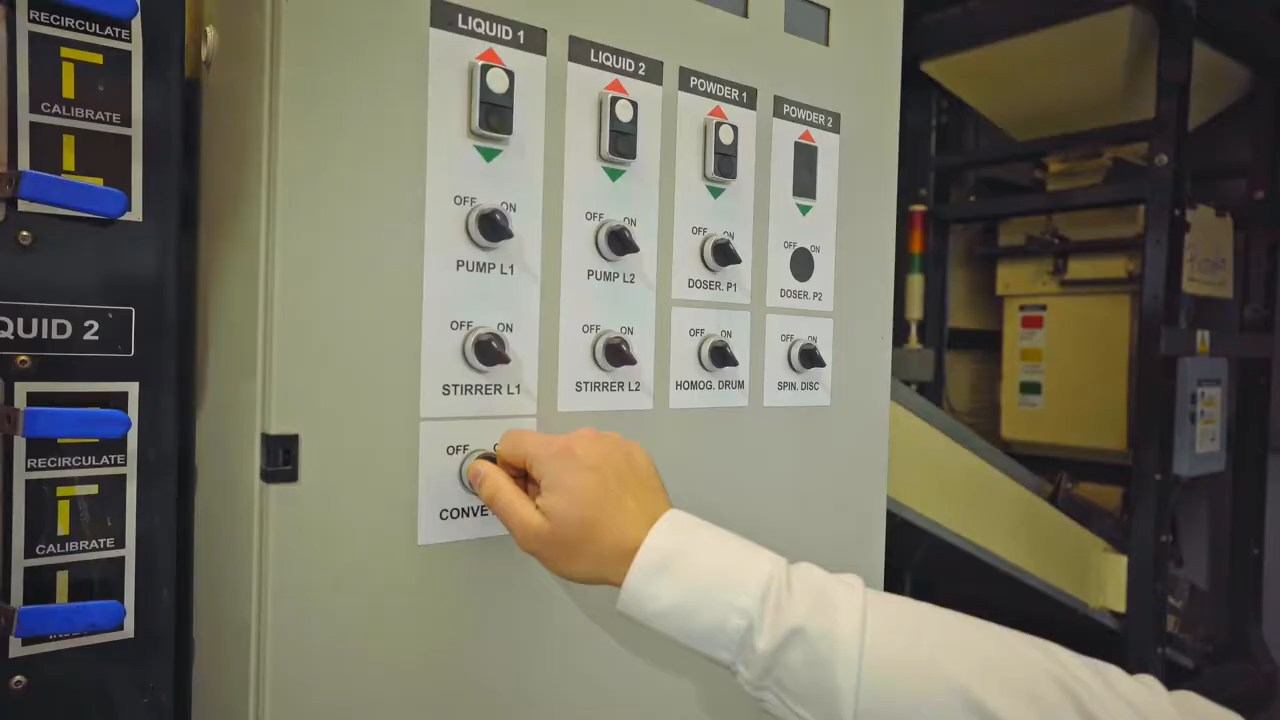 RECIRCULATE
CALIBRATE
LIQUID 2
RECIRCULATE
CALIBRATE
LIQUID 1
OFF ON
PUMP L1
OFF ON
STIRRER L1
OFF
LIQUID 2
OFF ON
PUMP L2
OFF ON
STIRRER L2
POWDER 1
OFF ON
DOSER. P1
OFF ON
HOMOG. DRUM
POWDER 2
OFF ON
DOSER. P2
OFF ON
SPIN. DISC